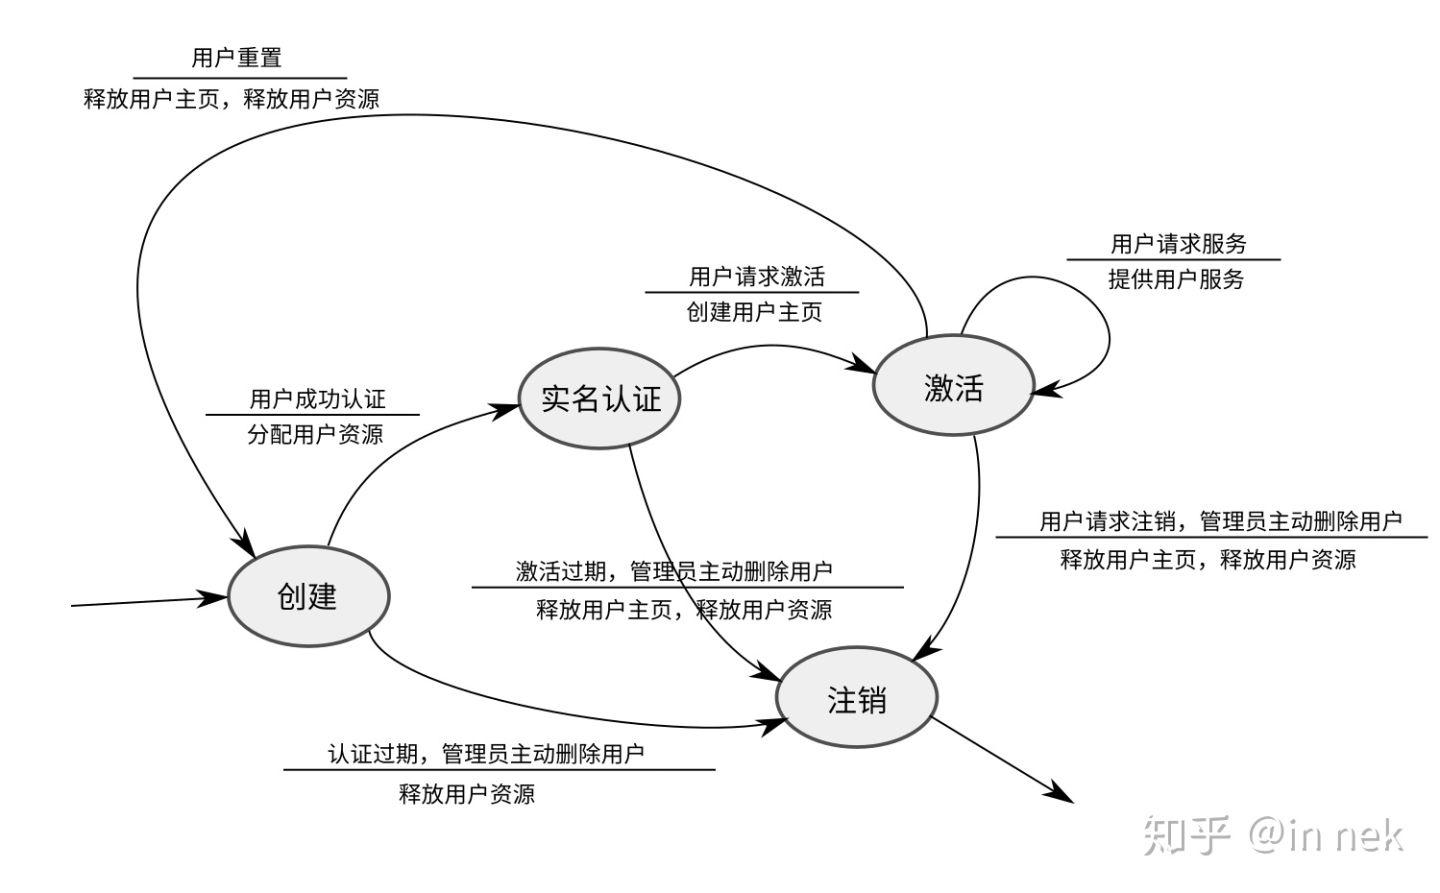 用户重置
释放用户主页，释放用户资源
用户请求服务
提供用户服务
用户请求激活
创建用户主页
激活
实名认证
用户成功认证
分配用户资源
用户请求注销，管理员主动删除用户
释放用户主页，释放用户资源
激活过期，管理员主动删除用户
释放用户主页，释放用户资源
创建
注销
认证过期，管理员主动删除用户
释放用户资源
知乎 @in nek